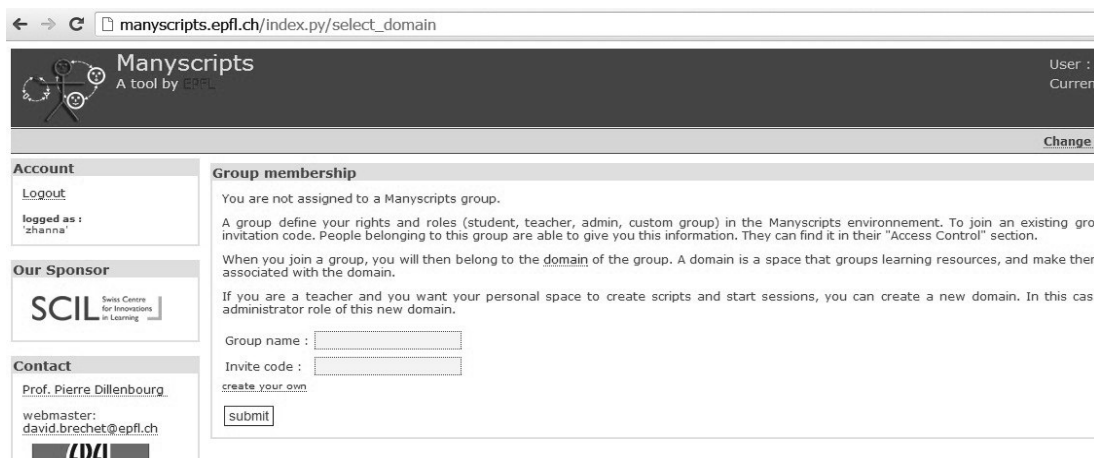 manyscripts.epfl.ch/index.py/select_domain
Manyscripts
A tool by EPFL
User :
Curren
Change
Account
Logout
logged as :
'zhanna'
Our Sponsor
SCIL Swiss Centre
for Innovations
in Learning
Contact
Prof. Pierre Dillenbourg
webmaster:
david.brechet@epfl.ch
Group membership
You are not assigned to a Manyscripts group.
A group define your rights and roles (student, teacher, admin, custom group) in the Manyscripts environnement. To join an existing gro
invitation code. People belonging to this group are able to give you this information. They can find it in their "Access Control" section.
When you join a group, you will then belong to the domain of the group. A domain is a space that groups learning resources, and make ther
associated with the domain.
If you are a teacher and you want your personal space to create scripts and start sessions, you can create a new domain. In this cas
administrator role of this new domain.
Group name :
Invite code :
create your own
submit